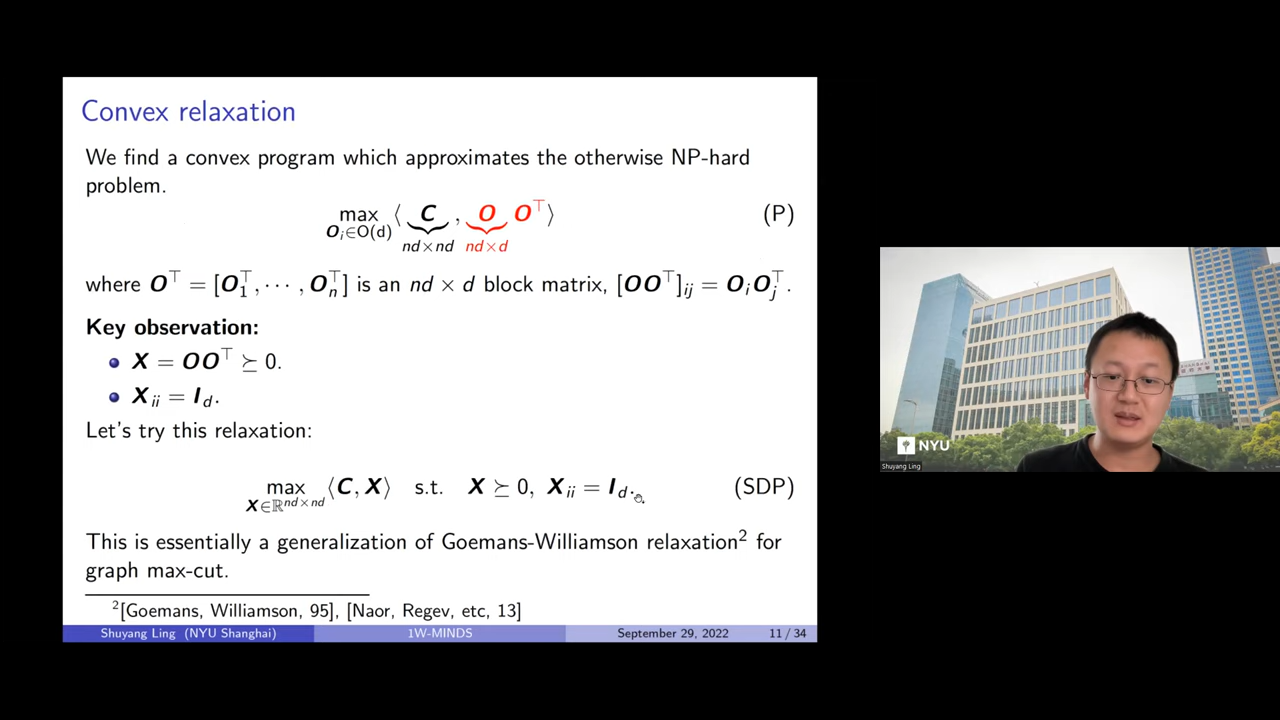 Convex relaxation
We find a convex program which approximates the otherwise NP-hard
problem.
max ⟨ C , O O⊤⟩ (P)
O_i∈O(d) nd×nd nd×d
where O⊤ = [O₁⊤, ⋯ , O_n⊤] is an nd × d block matrix, [OO⊤]_ij = O_i O_j⊤.
Key observation:
X = OO⊤ ⪰ 0.
X_ii = I_d.
Let's try this relaxation:
max ⟨C, X⟩ s.t. X ⪰ 0, X_ii = I_d. (SDP)
X∈ℝ^{nd×nd}
This is essentially a generalization of Goemans-Williamson relaxation² for
graph max-cut.
²[Goemans, Williamson, 95], [Naor, Regev, etc, 13]
Shuyang Ling (NYU Shanghai) 1W-MINDS September 29, 2022 11 / 34
NYU
Shuyang Ling